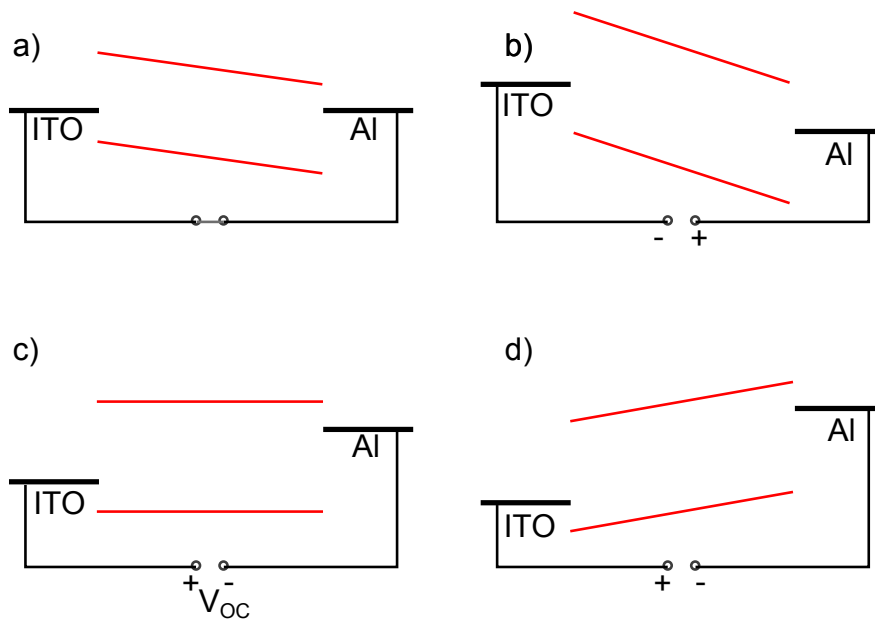 a)
ITO
Al
b)
ITO
Al
- +
c)
ITO
Al
+ -
VOC
d)
ITO
Al
+ -